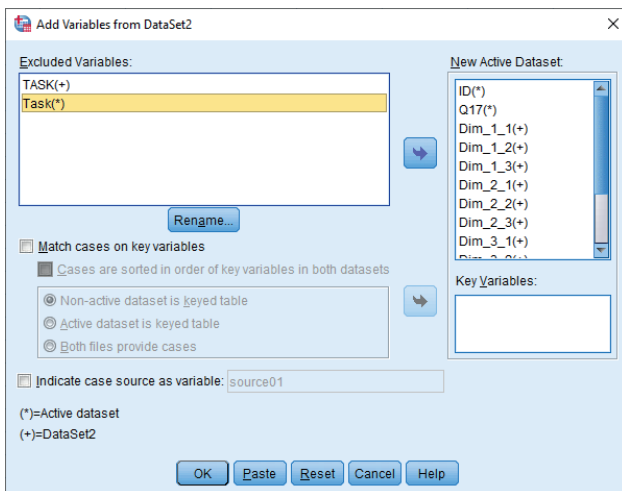 Add Variables from DataSet2
Excluded Variables:
TASK(+)
Task(*)
Rename...
New Active Dataset:
ID(*)
Q17(*)
Dim_1_1(+)
Dim_1_2(+)
Dim_1_3(+)
Dim_2_1(+)
Dim_2_2(+)
Dim_2_3(+)
Dim_3_1(+)
Match cases on key variables
Cases are sorted in order of key variables in both datasets
Non-active dataset is keyed table
Active dataset is keyed table
Both files provide cases
Key Variables:
Indicate case source as variable: source01
(*)=Active dataset
(+)=DataSet2
OK Paste Reset Cancel Help